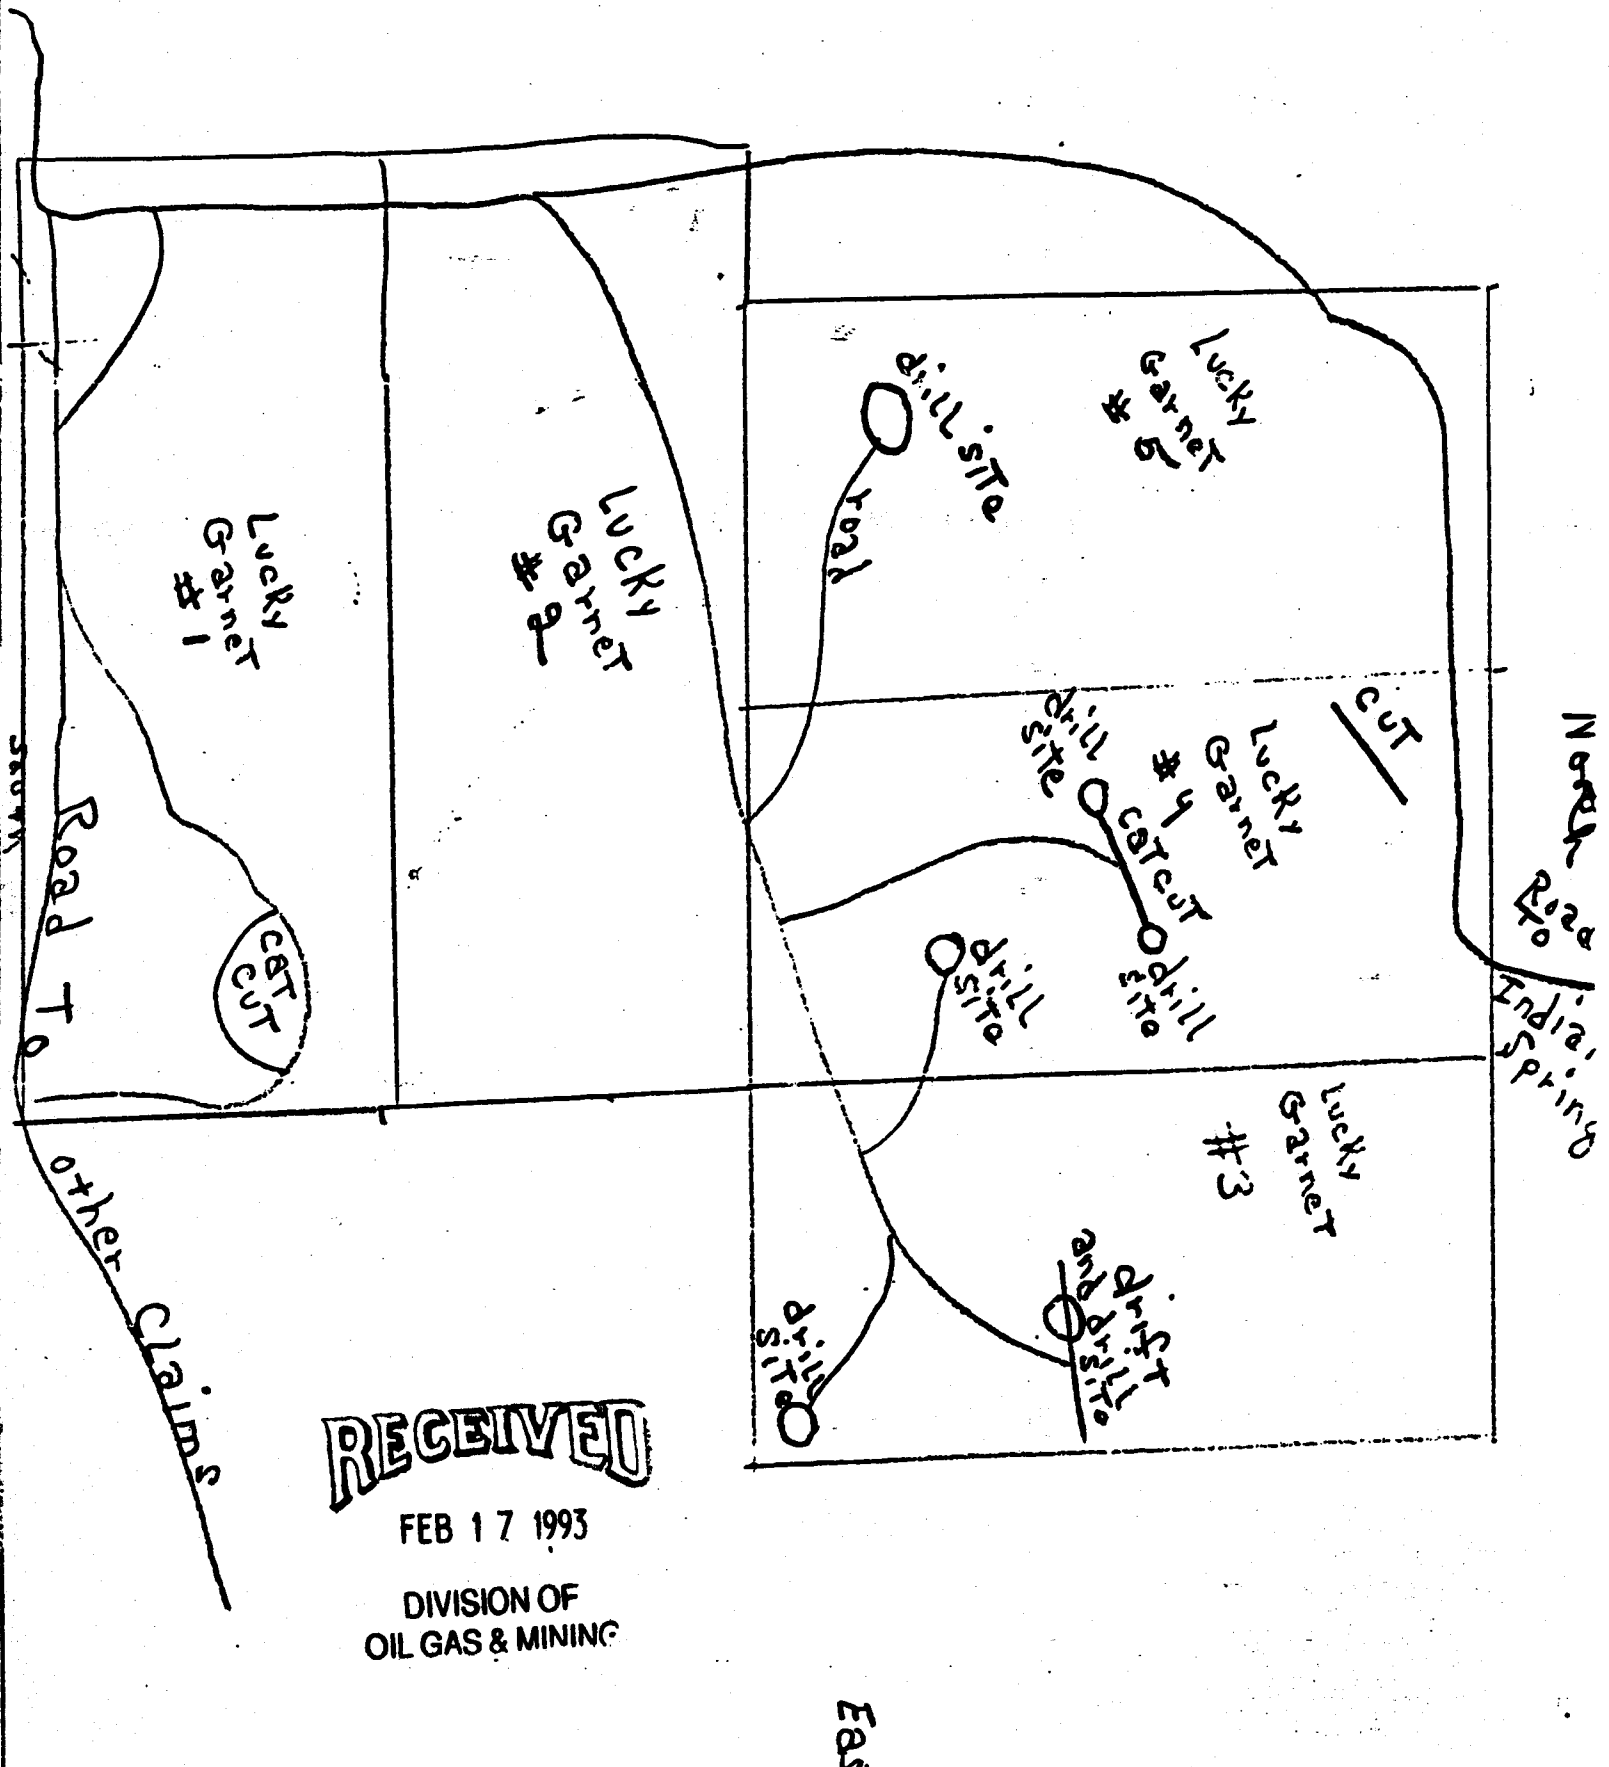 Lucky
Garnet
# 1
Lucky
Garnet
# 2
Lucky
Garnet
# 5
drill site
road
Lucky
Garnet
# 4
cut
drill
site
cat cut
drill
site
drill
site
Lucky
Garnet
#3
drift
and drill
site
drill
site
cat
cut
Road To
other Claims
North
Road
To
Spring
South
RECEIVED
FEB 17 1993
DIVISION OF
OIL GAS & MINING